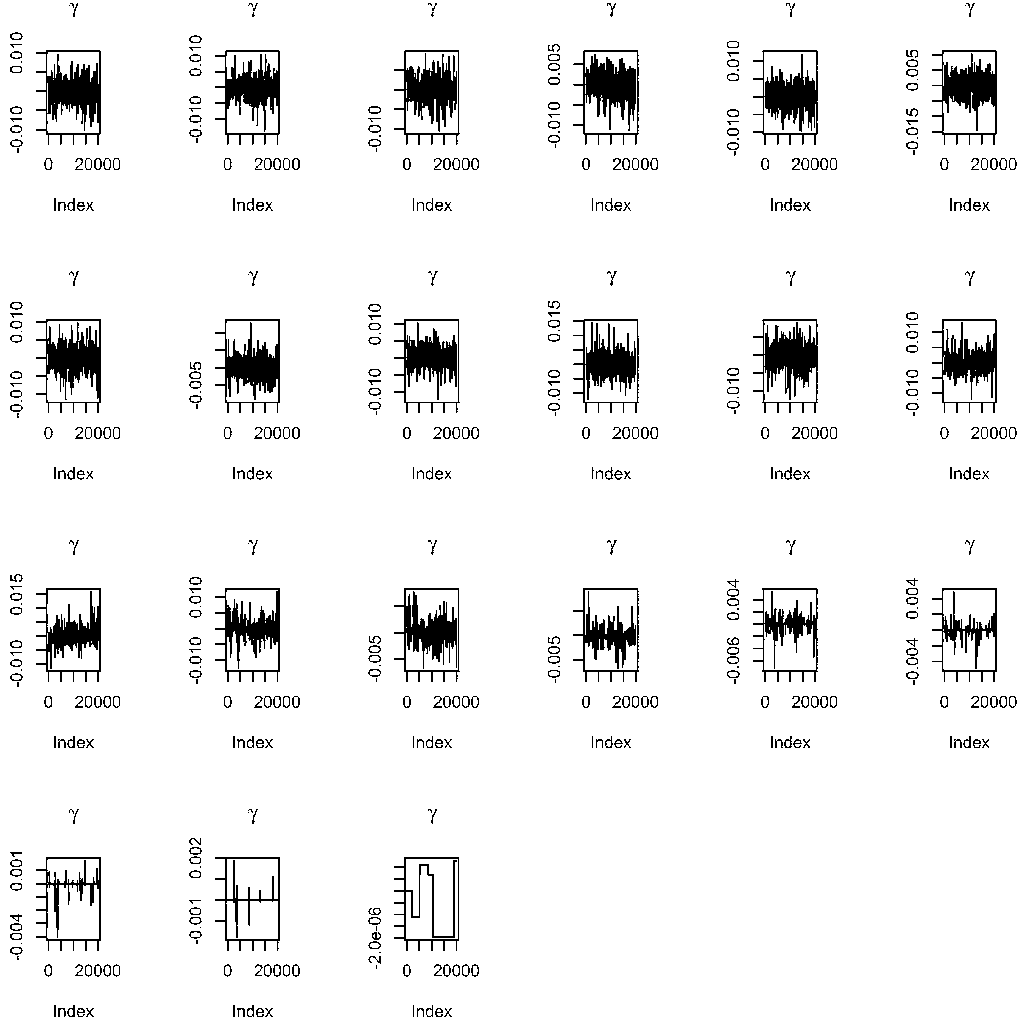 γ γ γ γ γ γ
0.010 -0.010 0.010 -0.010 -0.010 0.005 -0.010 0.010 -0.010 0.005 -0.015
0 20000 0 20000 0 20000 0 20000 0 20000 0 20000
Index Index Index Index Index Index
γ γ γ γ γ γ
0.010 -0.010 -0.005 0.010 -0.010 0.015 -0.010 -0.010 0.010 -0.010
0 20000 0 20000 0 20000 0 20000 0 20000 0 20000
Index Index Index Index Index Index
γ γ γ γ γ γ
0.015 -0.010 0.010 -0.010 -0.005 -0.005 0.004 -0.006 0.004 -0.004
0 20000 0 20000 0 20000 0 20000 0 20000 0 20000
Index Index Index Index Index Index
γ γ γ
0.001 -0.004 0.002 -0.001 -2.0e-06
0 20000 0 20000 0 20000
Index Index Index